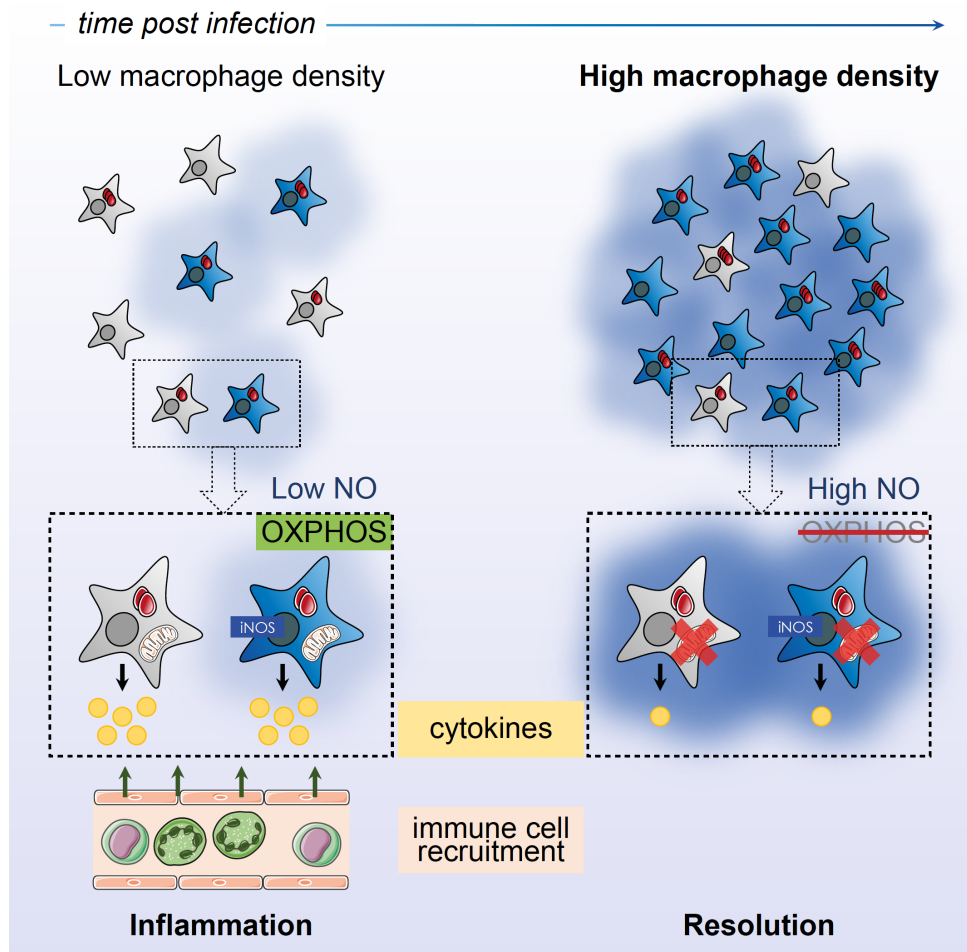 time post infection
Low macrophage density
High macrophage density
Low NO
OXPHOS
High NO
OXPHOS
iNOS
iNOS
cytokines
immune cell
recruitment
Inflammation
Resolution